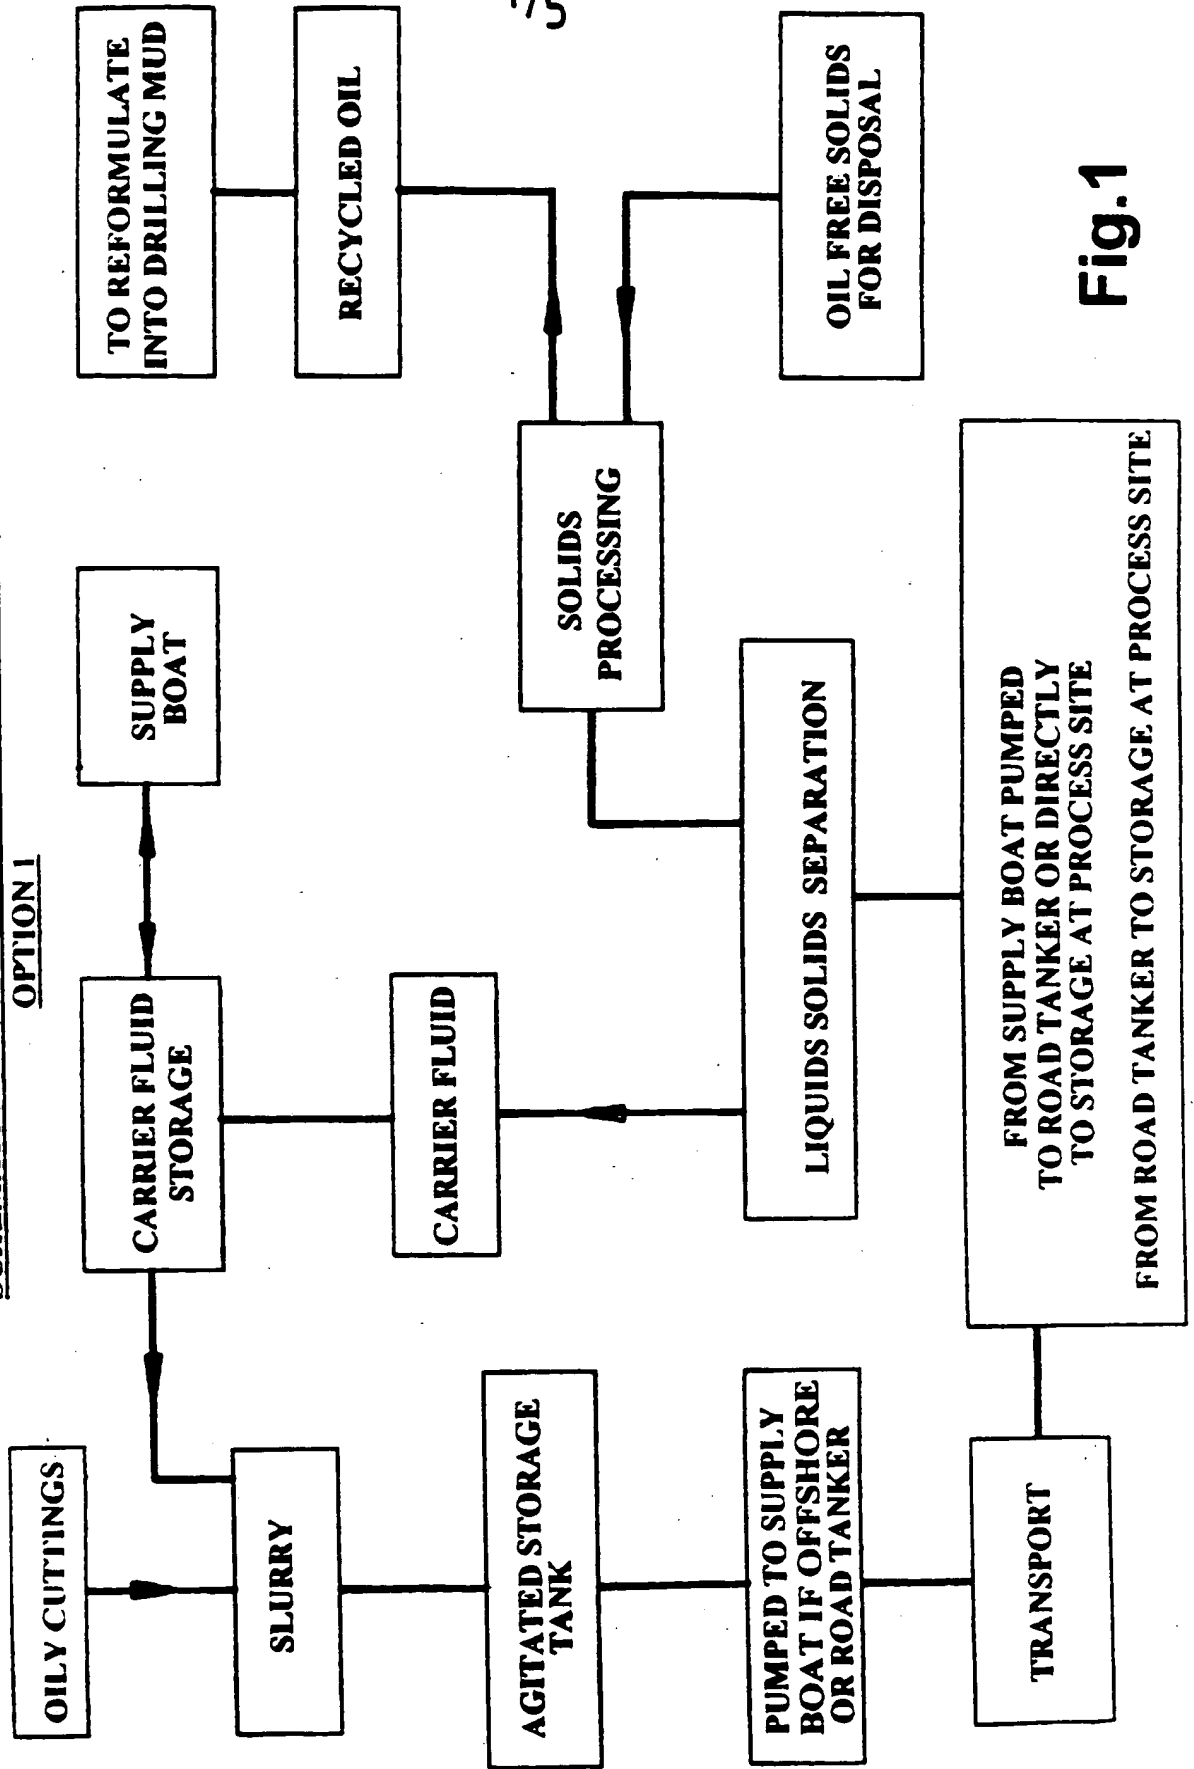 OPTION 1
OILY CUTTINGS
SLURRY
AGITATED STORAGE
TANK
PUMPED TO SUPPLY
BOAT IF OFFSHORE
OR ROAD TANKER
TRANSPORT
CARRIER FLUID
STORAGE
CARRIER FLUID
LIQUIDS SOLIDS SEPARATION
FROM SUPPLY BOAT PUMPED
TO ROAD TANKER OR DIRECTLY
TO STORAGE AT PROCESS SITE
FROM ROAD TANKER TO STORAGE AT PROCESS SITE
SUPPLY
BOAT
SOLIDS
PROCESSING
TO REFORMULATE
INTO DRILLING MUD
RECYCLED OIL
OIL FREE SOLIDS
FOR DISPOSAL
1/5
Fig.1